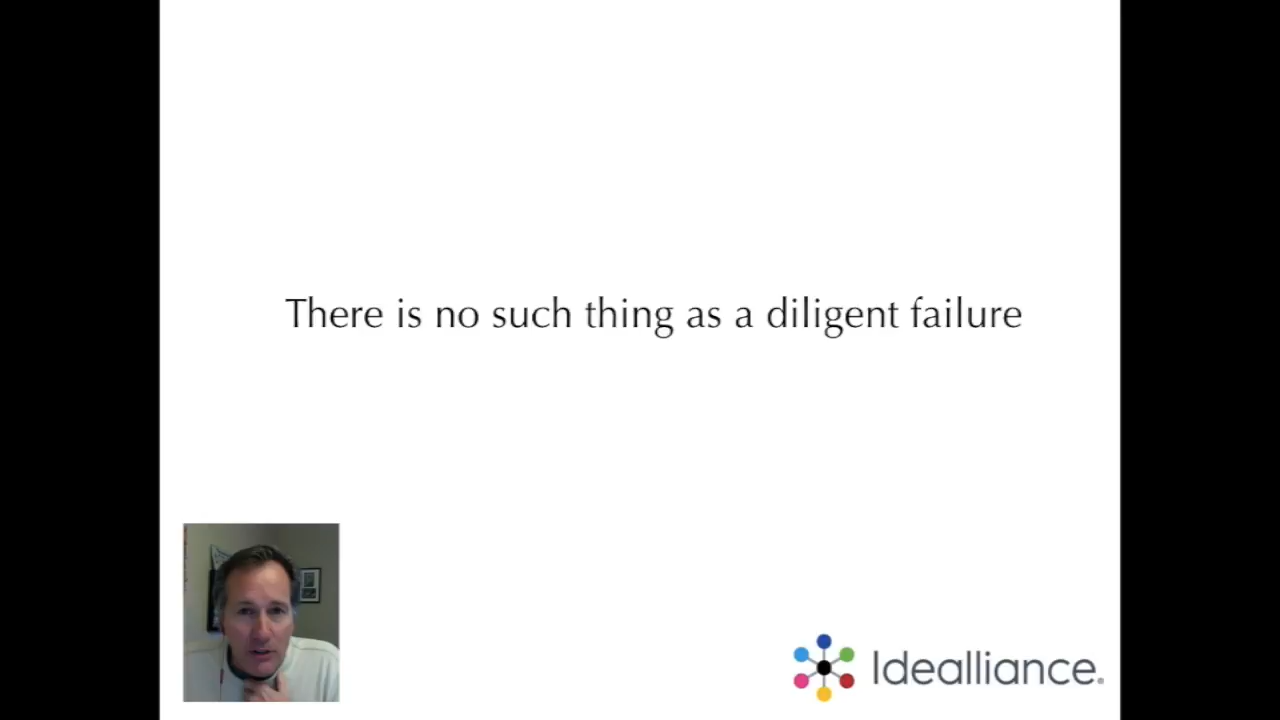 There is no such thing as a diligent failure
Idealliance.